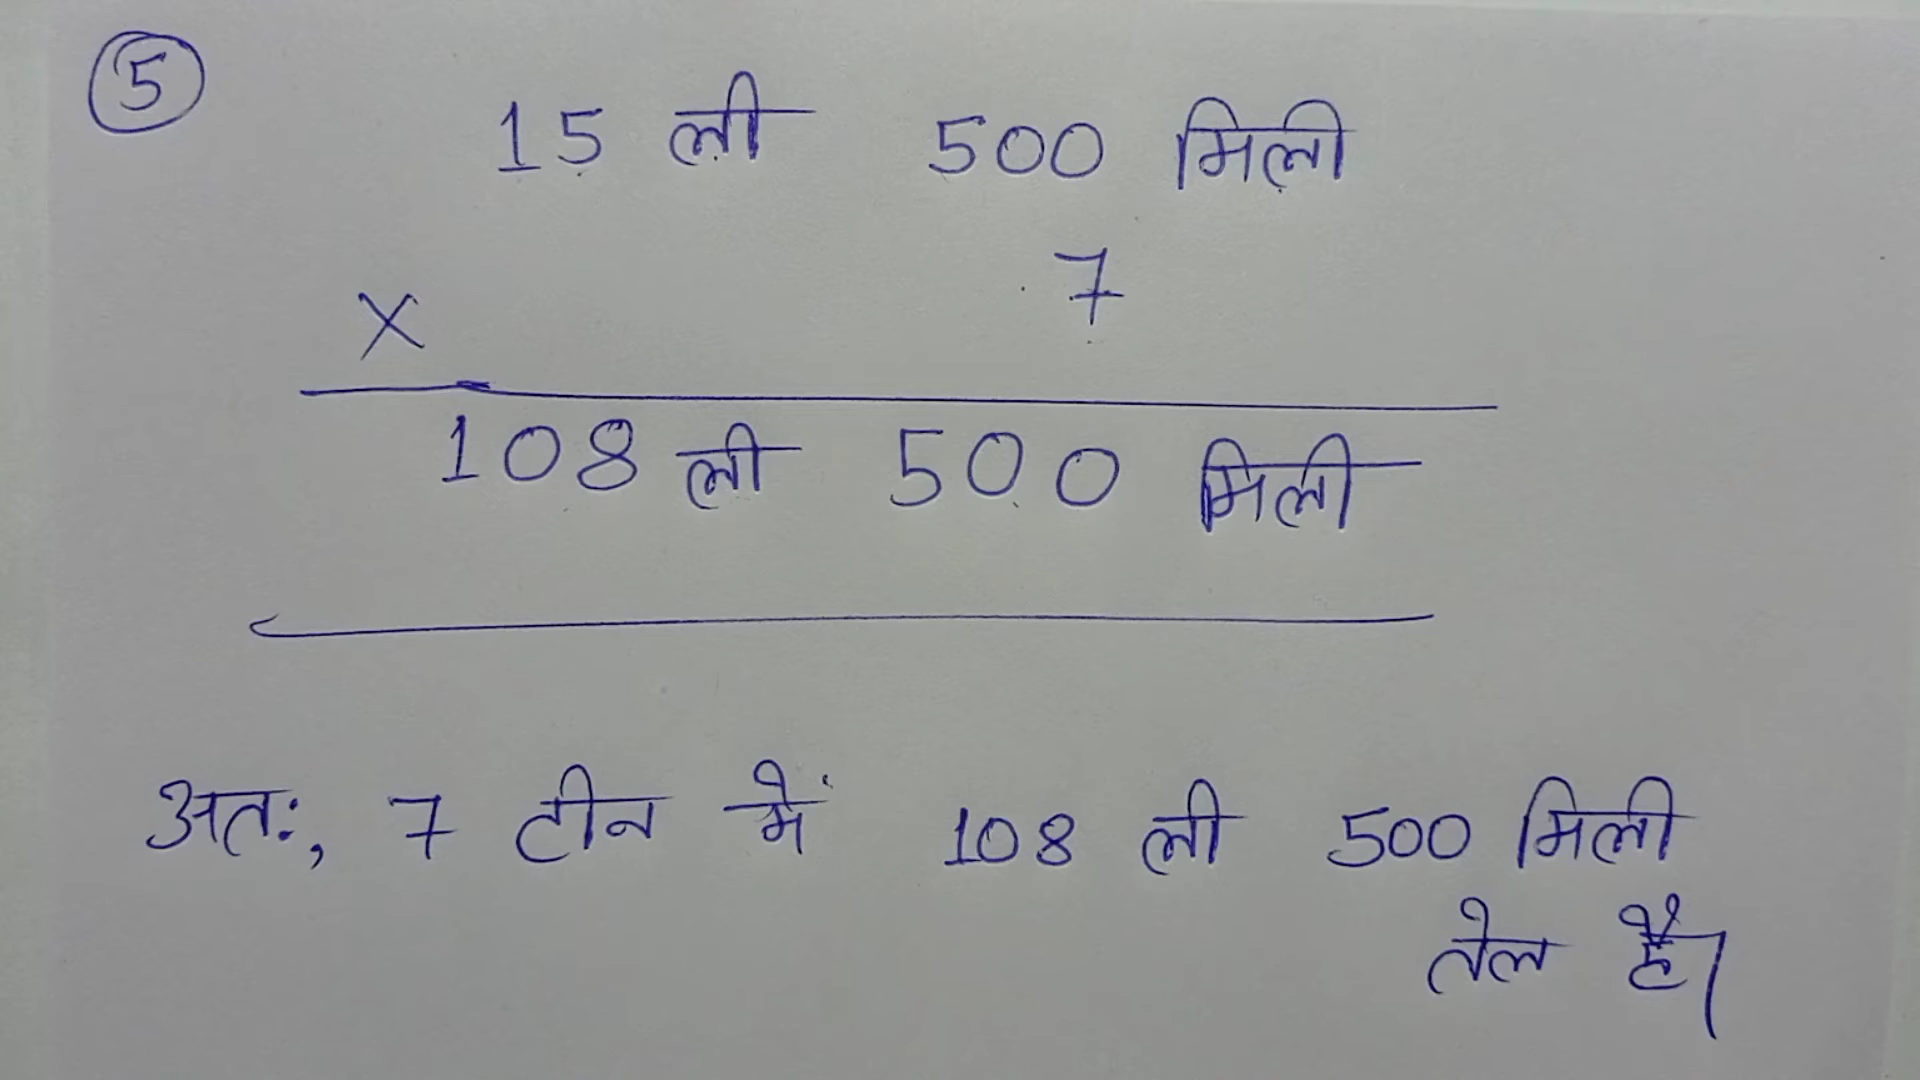 5
15 ली 500 मिली
× 7
108 ली 500 मिली
अतः, 7 टीन में 108 ली 500 मिली
तेल है।